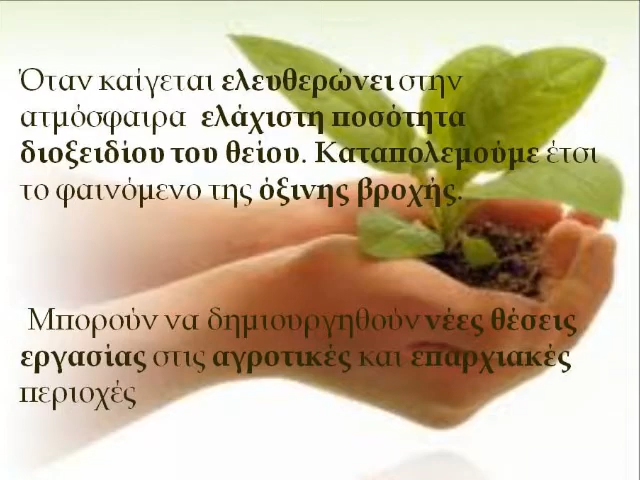 Όταν καίγεται ελευθερώνει στην
ατμόσφαιρα ελάχιστη ποσότητα
διοξειδίου του θείου. Καταπολεμούμε έτσι
το φαινόμενο της όξινης βροχής.
Μπορούν να δημιουργηθούν νέες θέσεις
εργασίας στις αγροτικές και επαρχιακές
περιοχές